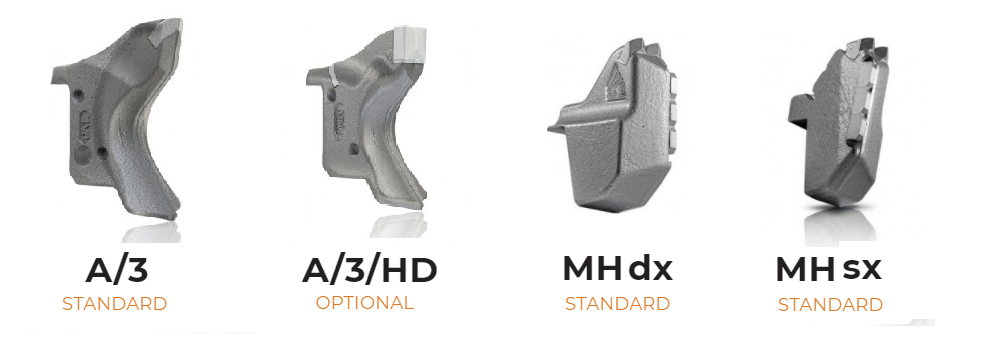 A/3
STANDARD
A/3/HD
OPTIONAL
MH dx
STANDARD
MH sx
STANDARD